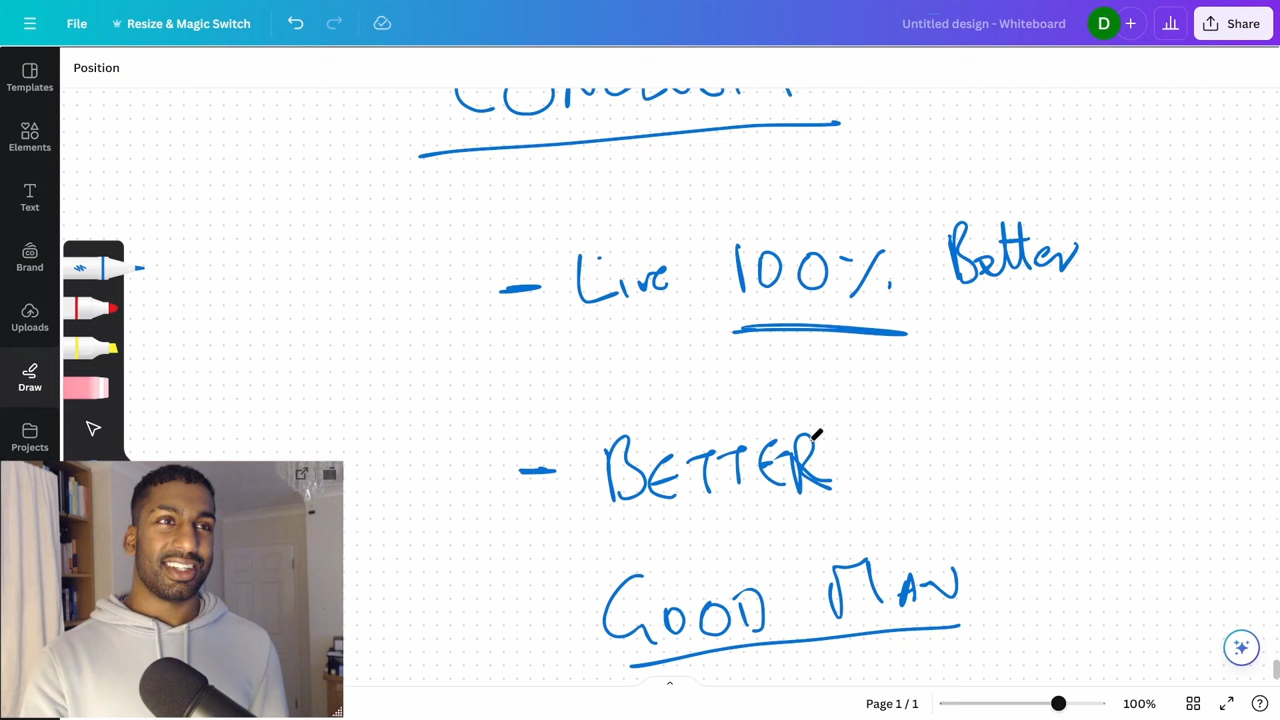 File
Resize & Magic Switch
Untitled design - Whiteboard
D
+
Share
Templates
Elements
Text
Brand
Uploads
Draw
Projects
Position
- Live 100% Better
- BETTER
GOOD MAN
Page 1 / 1
100%